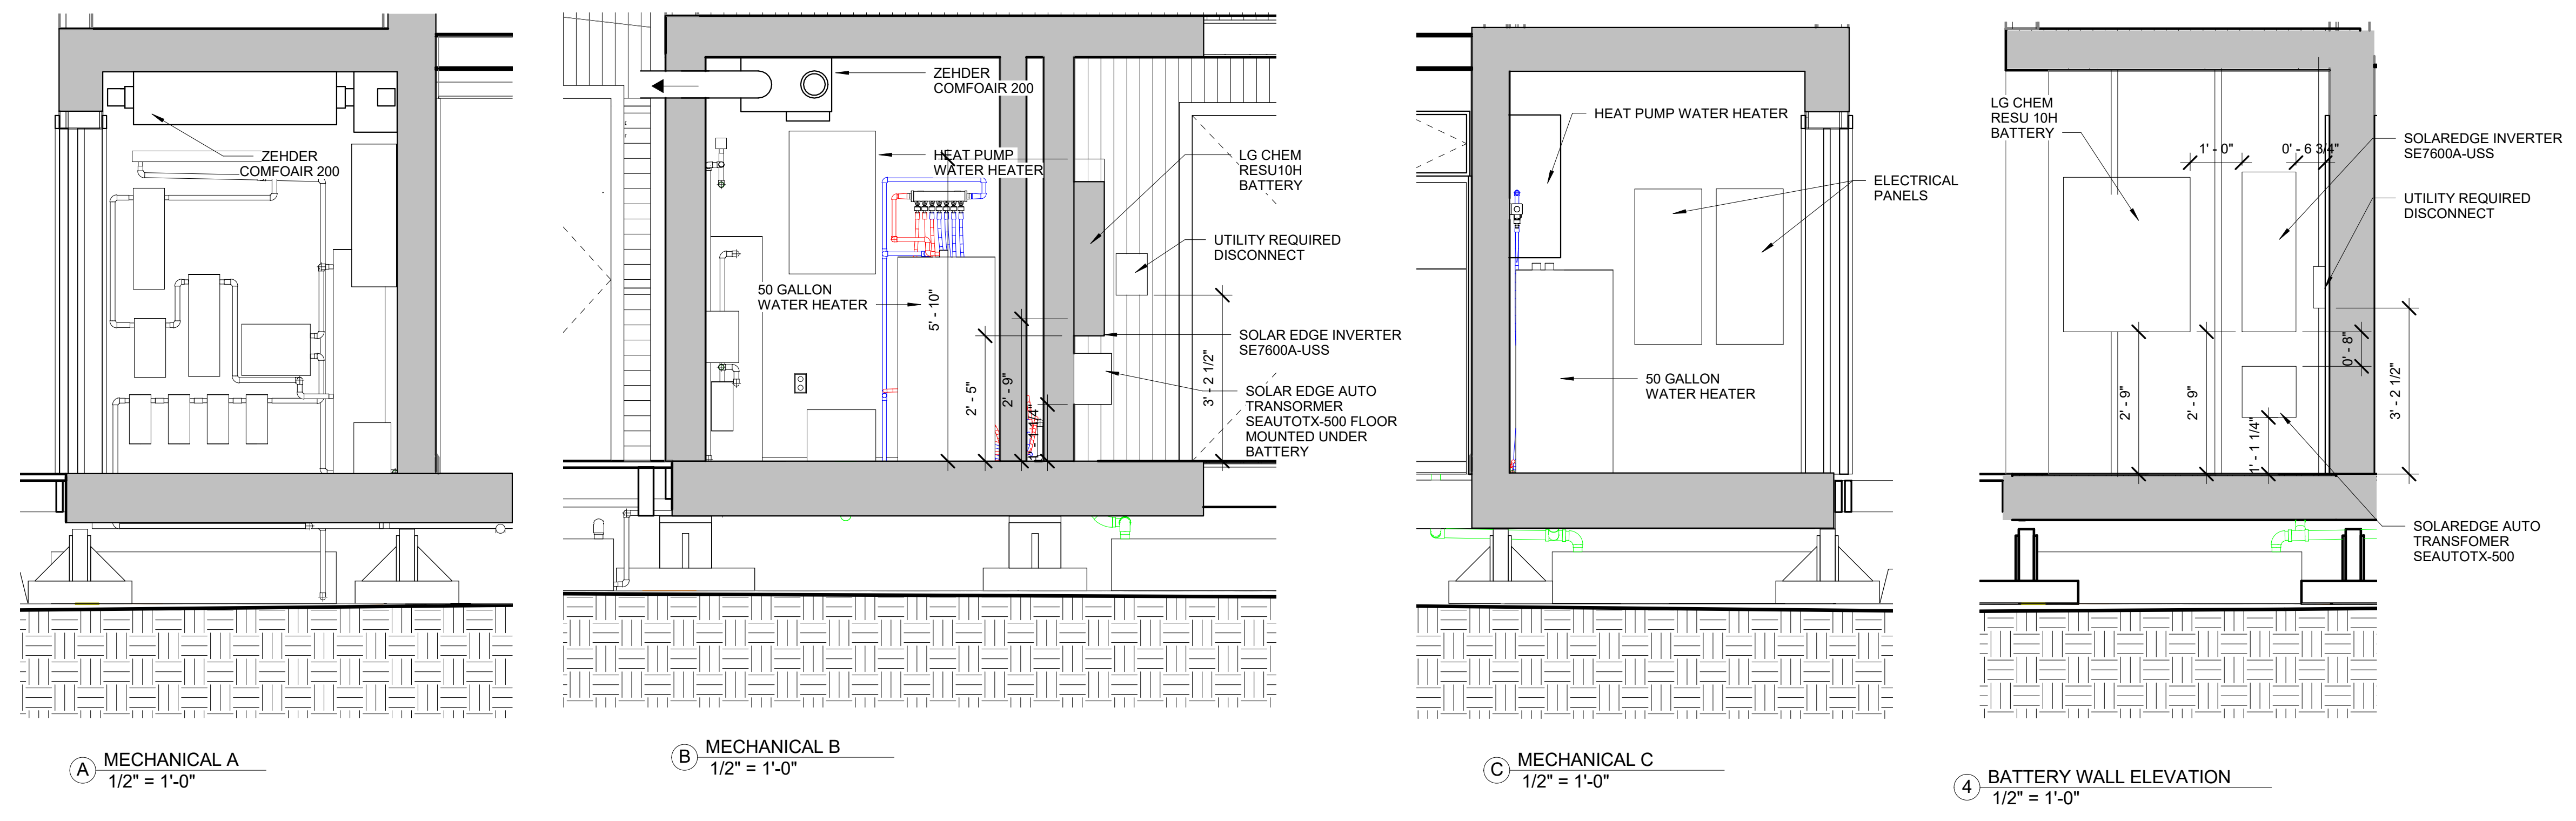 ZEHDER
COMFOAIR 200
A
MECHANICAL A
1/2" = 1'-0"
ZEHDER
COMFOAIR 200
HEAT PUMP
WATER HEATER
50 GALLON
WATER HEATER
5' - 10"
2' - 5"
2' - 9"
1' - 1 1/4"
LG CHEM
RESU10H
BATTERY
UTILITY REQUIRED
DISCONNECT
SOLAR EDGE INVERTER
SE7600A-USS
3' - 2 1/2"
SOLAR EDGE AUTO
TRANSORMER
SEAUTOTX-500 FLOOR
MOUNTED UNDER
BATTERY
B
MECHANICAL B
1/2" = 1'-0"
HEAT PUMP WATER HEATER
ELECTRICAL
PANELS
50 GALLON
WATER HEATER
C
MECHANICAL C
1/2" = 1'-0"
LG CHEM
RESU 10H
BATTERY
1' - 0"
0' - 6 3/4"
SOLAREDGE INVERTER
SE7600A-USS
UTILITY REQUIRED
DISCONNECT
2' - 9"
2' - 9"
1' - 1 1/4"
0' - 8"
3' - 2 1/2"
SOLAREDGE AUTO
TRANSFOMER
SEAUTOTX-500
4
BATTERY WALL ELEVATION
1/2" = 1'-0"